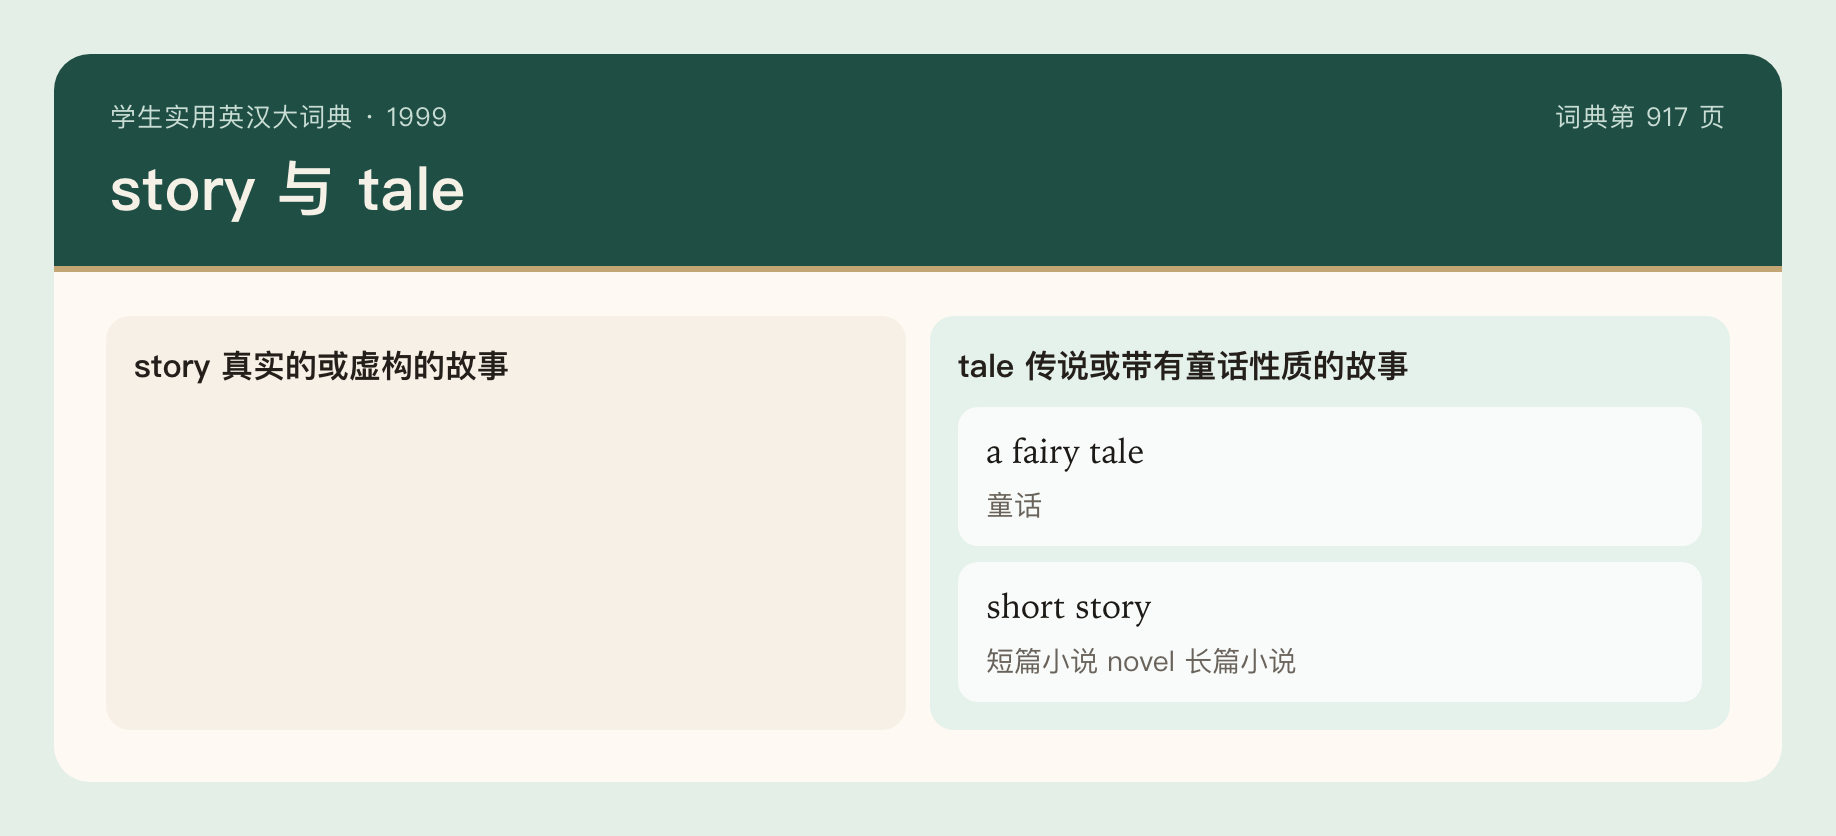 学生实用英汉大词典 · 1999
词典第 917 页
story 与 tale
story 真实的或虚构的故事
tale 传说或带有童话性质的故事
a fairy tale
童话
short story
短篇小说 novel 长篇小说